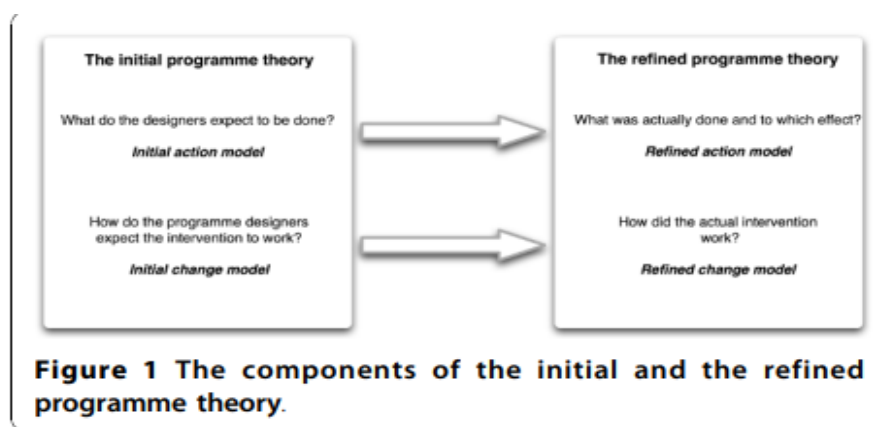 The initial programme theory
What do the designers expect to be done?
Initial action model
How do the programme designers
expect the intervention to work?
Initial change model
The refined programme theory
What was actually done and to which effect?
Refined action model
How did the actual intervention
work?
Refined change model
Figure 1 The components of the initial and the refined
programme theory.